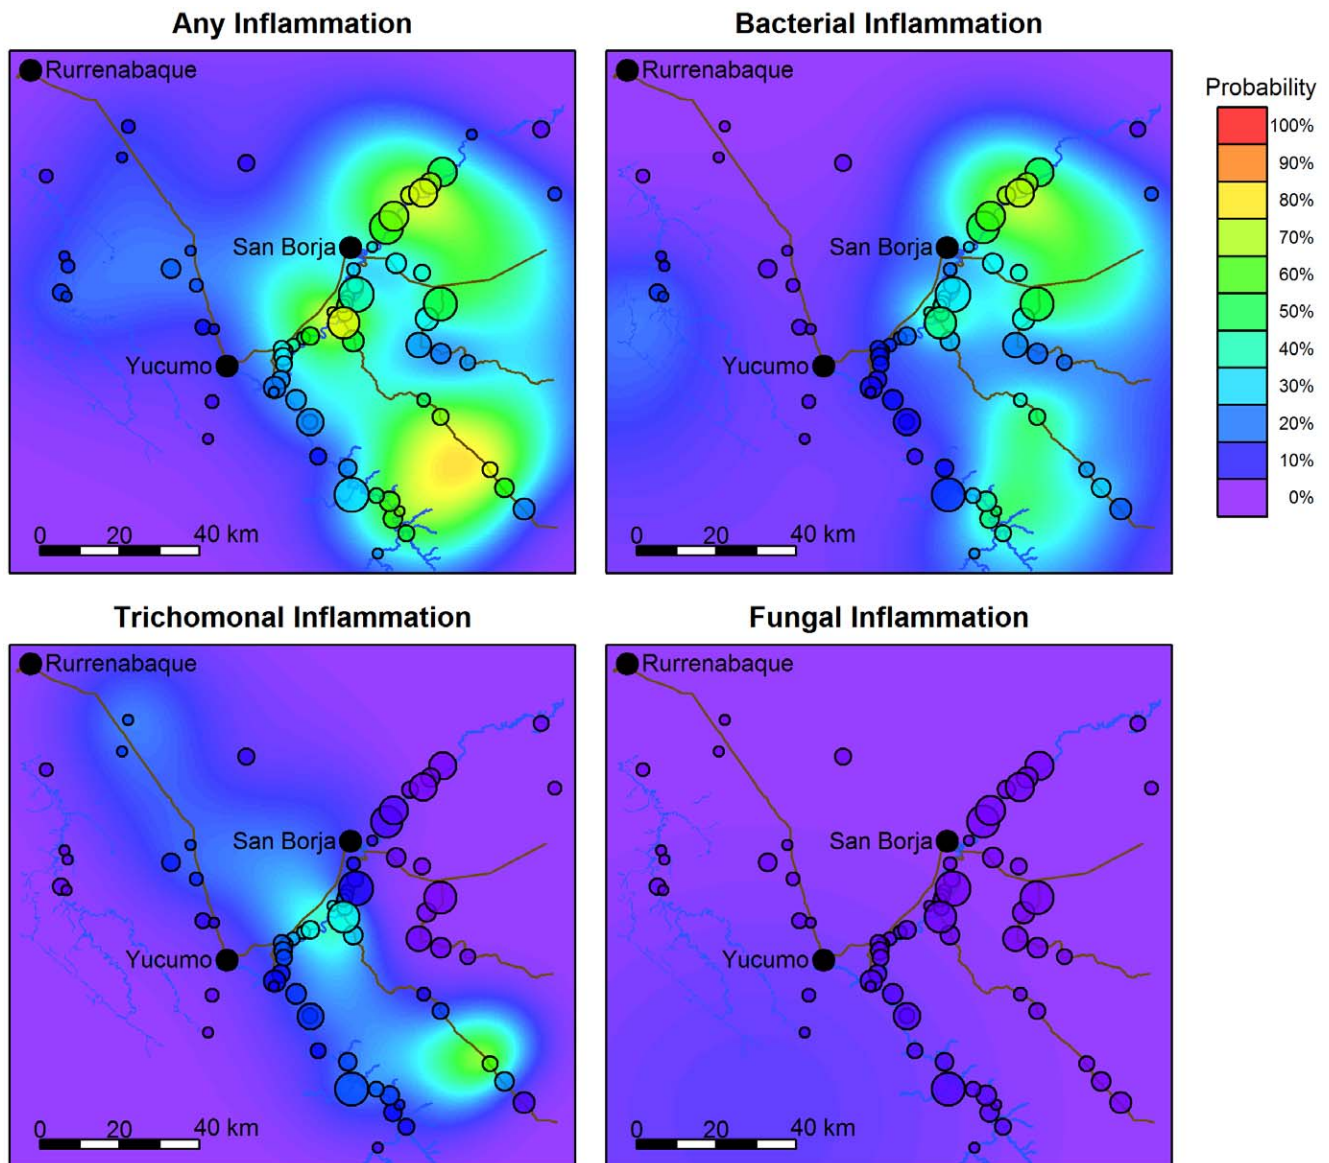 Any Inflammation
Bacterial Inflammation
Rurrenabaque
San Borja
Yucumo
0 20 40 km
Rurrenabaque
San Borja
Yucumo
0 20 40 km
Probability
100%
90%
80%
70%
60%
50%
40%
30%
20%
10%
0%
Trichomonal Inflammation
Fungal Inflammation
Rurrenabaque
San Borja
Yucumo
0 20 40 km
Rurrenabaque
San Borja
Yucumo
0 20 40 km